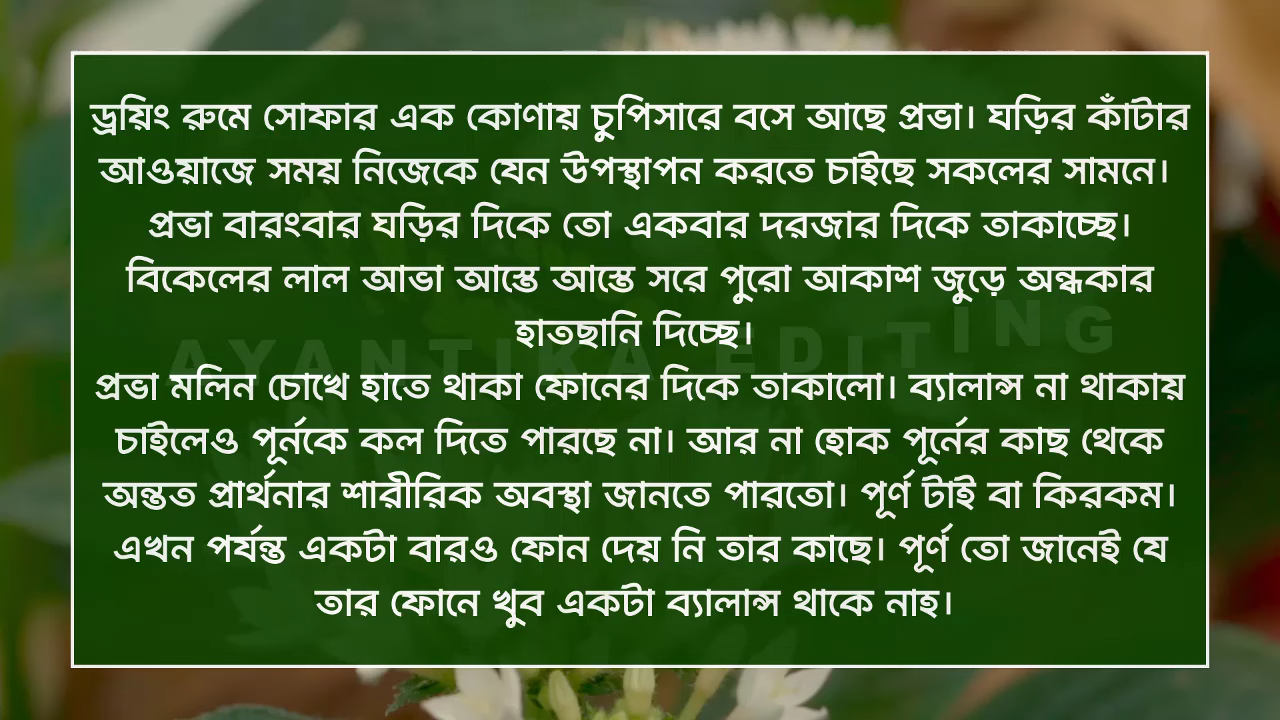 ড্রয়িং রুমে সোফার এক কোণায় চুপিসারে বসে আছে প্রভা। ঘড়ির কাঁটার
আওয়াজে সময় নিজেকে যেন উপস্থাপন করতে চাইছে সকলের সামনে।
প্রভা বারংবার ঘড়ির দিকে তো একবার দরজার দিকে তাকাচ্ছে।
বিকেলের লাল আভা আস্তে আস্তে সরে পুরো আকাশ জুড়ে অন্ধকার
হাতছানি দিচ্ছে।
AYANTIKA EDITING
প্রভা মলিন চোখে হাতে থাকা ফোনের দিকে তাকালো। ব্যালান্স না থাকায়
চাইলেও পূর্নকে কল দিতে পারছে না। আর না হোক পূর্নের কাছ থেকে
অন্তত প্রার্থনার শারীরিক অবস্থা জানতে পারতো। পূর্ণ টাই বা কিরকম।
এখন পর্যন্ত একটা বারও ফোন দেয় নি তার কাছে। পূর্ণ তো জানেই যে
তার ফোনে খুব একটা ব্যালান্স থাকে নাহ।